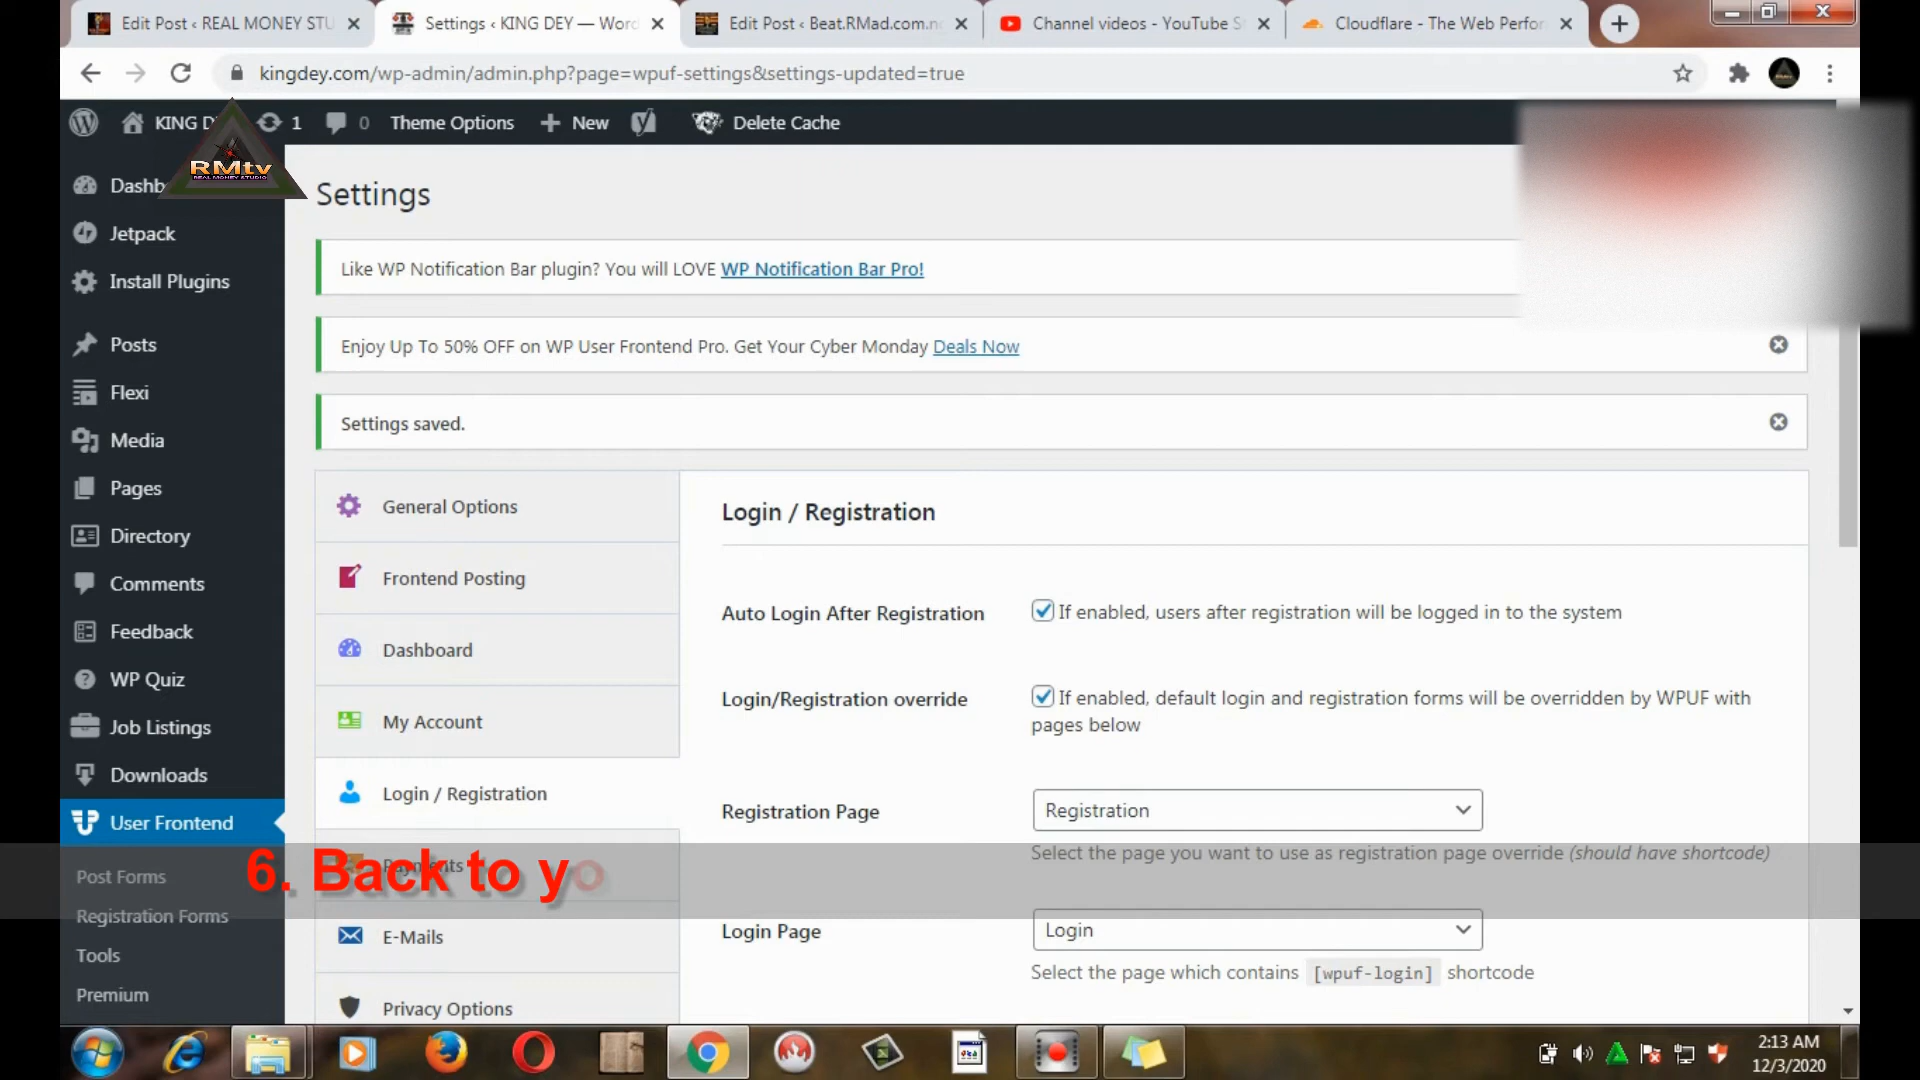 Edit Post ‹ REAL MONEY STU
Settings ‹ KING DEY — Word
Edit Post ‹ Beat.RMad.com.n
Channel videos - YouTube S
Cloudflare - The Web Perfor
kingdey.com/wp-admin/admin.php?page=wpuf-settings&settings-updated=true
KING D
1
0
Theme Options
New
Delete Cache
RMtv
REAL MONEY STUDIO
Dashb
Jetpack
Install Plugins
Posts
Flexi
Media
Pages
Directory
Comments
Feedback
WP Quiz
Job Listings
Downloads
User Frontend
Post Forms
Registration Forms
Tools
Premium
Settings
Like WP Notification Bar plugin? You will LOVE WP Notification Bar Pro!
Enjoy Up To 50% OFF on WP User Frontend Pro. Get Your Cyber Monday Deals Now
Settings saved.
General Options
Frontend Posting
Dashboard
My Account
Login / Registration
Payments
E-Mails
Privacy Options
Login / Registration
Auto Login After Registration
If enabled, users after registration will be logged in to the system
Login/Registration override
If enabled, default login and registration forms will be overridden by WPUF with
pages below
Registration Page
Registration
Select the page you want to use as registration page override (should have shortcode)
Login Page
Login
Select the page which contains [wpuf-login] shortcode
6. Back to yo
2:13 AM
12/3/2020